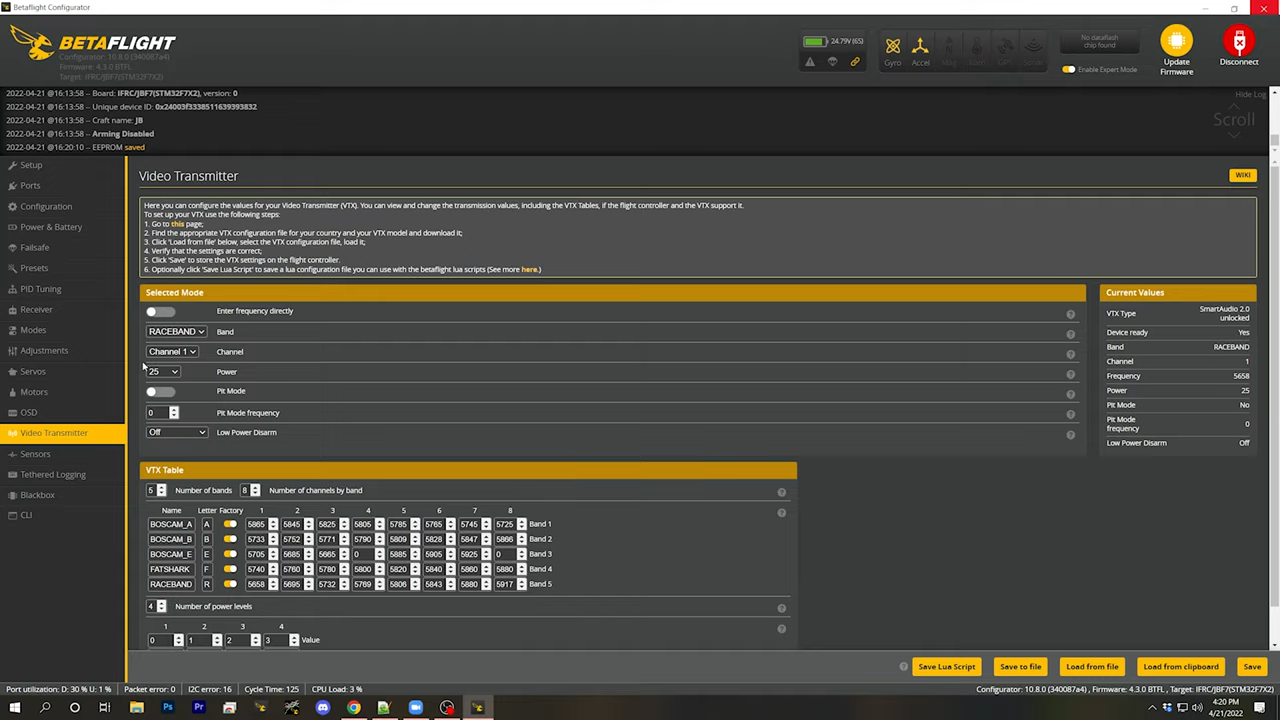 Betaflight Configurator
BETAFLIGHT
Configurator: 10.8.0 (340087a4)
Firmware: 4.3.0 BTFL
Target: IFRC/JBF7(STM32F7X2)
24.79V (6S)
Gyro
Accel
No dataflash
chip found
Enable Expert Mode
Update
Firmware
Disconnect
2022-04-21 @16:13:58 -- Board: IFRC/JBF7(STM32F7X2), version: 0
2022-04-21 @16:13:58 -- Unique device ID: 0x24003f3338511639393832
2022-04-21 @16:13:58 -- Craft name: JB
2022-04-21 @16:13:58 -- Arming Disabled
2022-04-21 @16:20:10 -- EEPROM saved
Hide Log
Scroll
Setup
Ports
Configuration
Power & Battery
Failsafe
Presets
PID Tuning
Receiver
Modes
Adjustments
Servos
Motors
OSD
Video Transmitter
Sensors
Tethered Logging
Blackbox
CLI
Video Transmitter
WIKI
Here you can configure the values for your Video Transmitter (VTX). You can view and change the transmission values, including the VTX Tables, if the flight controller and the VTX support it.
To set up your VTX use the following steps:
1. Go to this page;
2. Find the appropriate VTX configuration file for your country and your VTX model and download it;
3. Click 'Load from file' below, select the VTX configuration file, load it;
4. Verify that the settings are correct;
5. Click 'Save' to store the VTX settings on the flight controller.
6. Optionally click 'Save Lua Script' to save a lua configuration file you can use with the betaflight lua scripts (See more here.)
Selected Mode
Enter frequency directly
RACEBAND Band
Channel 1 Channel
25 Power
Pit Mode
0 Pit Mode frequency
Off Low Power Disarm
Current Values
VTX Type SmartAudio 2.0
unlocked
Device ready Yes
Band RACEBAND
Channel 1
Frequency 5658
Power 25
Pit Mode No
Pit Mode
frequency 0
Low Power Disarm Off
VTX Table
5 Number of bands 8 Number of channels by band
Name Letter Factory 1 2 3 4 5 6 7 8
BOSCAM_A A 5865 5845 5825 5805 5785 5765 5745 5725 Band 1
BOSCAM_B B 5733 5752 5771 5790 5809 5828 5847 5866 Band 2
BOSCAM_E E 5705 5685 5665 0 5885 5905 5925 0 Band 3
FATSHARK F 5740 5760 5780 5800 5820 5840 5860 5880 Band 4
RACEBAND R 5658 5695 5732 5769 5806 5843 5880 5917 Band 5
4 Number of power levels
1 2 3 4
0 1 2 3 Value
Save Lua Script
Save to file
Load from file
Load from clipboard
Save
Port utilization: D: 30 % U: 1 % Packet error: 0 I2C error: 16 Cycle Time: 125 CPU Load: 3 %
Configurator: 10.8.0 (340087a4), Firmware: 4.3.0 BTFL, Target: IFRC/JBF7(STM32F7X2)
4:20 PM
4/21/2022